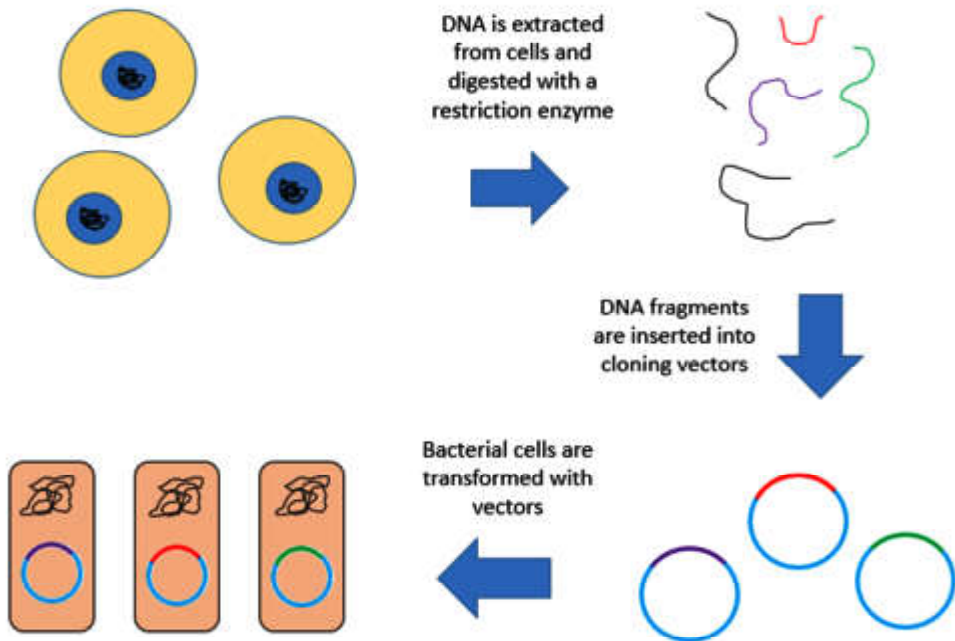 DNA is extracted
from cells and
digested with a
restriction enzyme
DNA fragments
are inserted into
cloning vectors
Bacterial cells are
transformed with
vectors